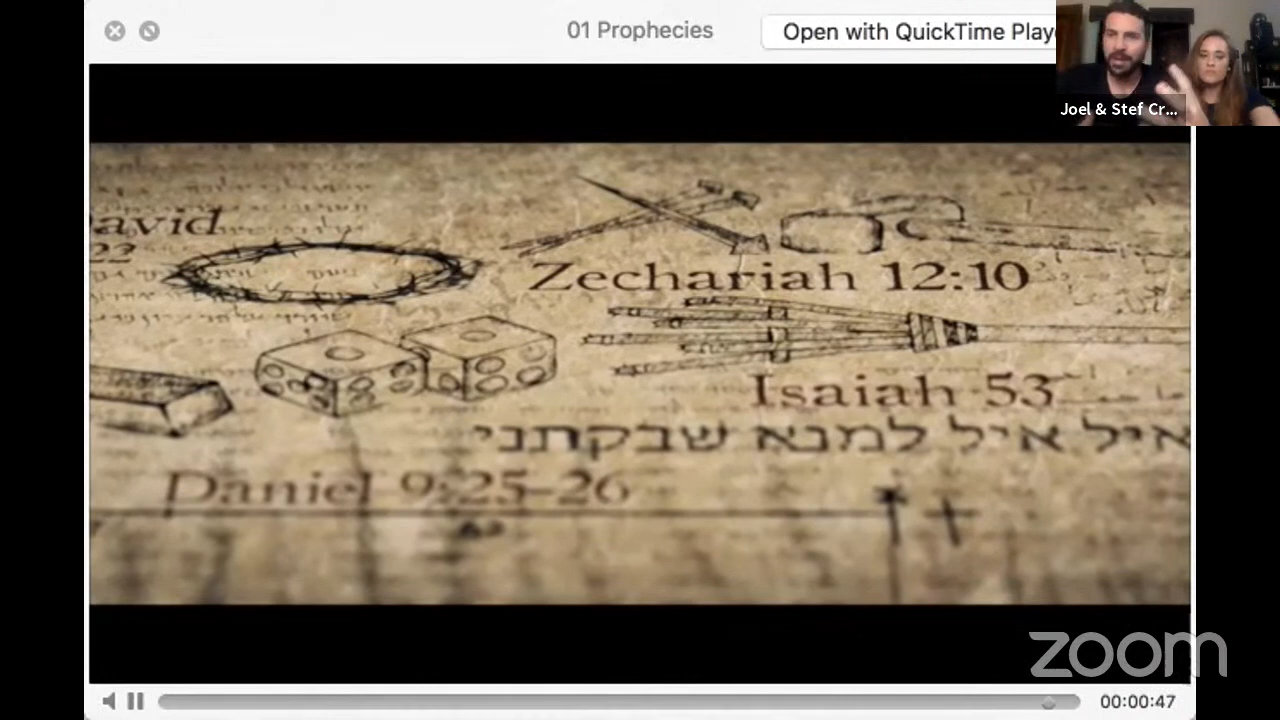 01 Prophecies
Open with QuickTime Playe
Joel & Stef Cr...
avid
22
Zechariah 12:10
Isaiah 53
איל איל למנא שבקתני
Daniel 9:25-26
zoom
00:00:47